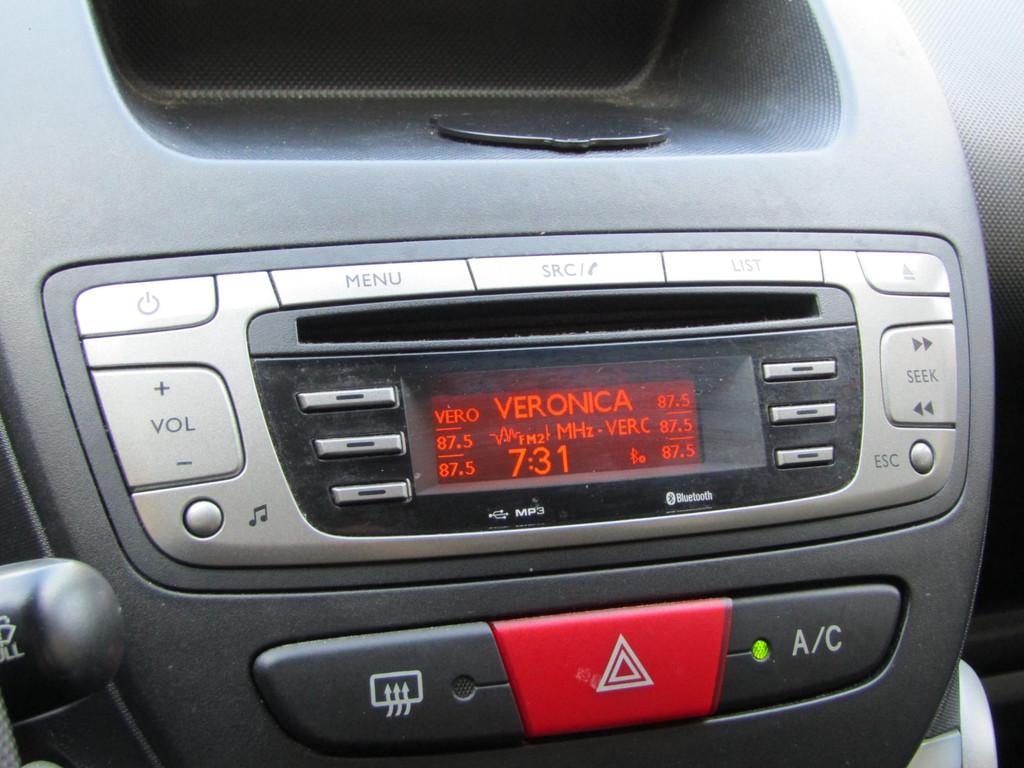 MENU
SRC/
LIST
+
VOL
-
SEEK
ESC
VERO VERONICA 87.5
87.5 FM2 MHz - VERC 87.5
87.5 7:31 87.5
MP3
Bluetooth
A/C